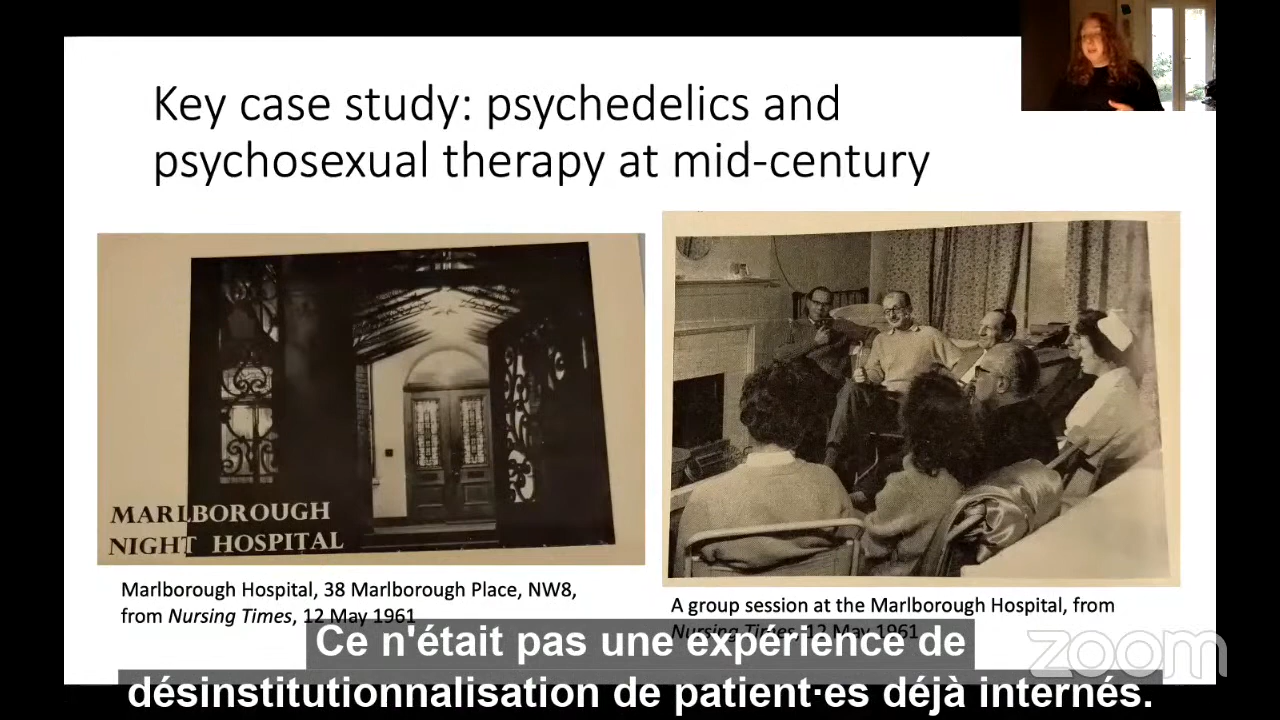 Key case study: psychedelics and
psychosexual therapy at mid-century
MARLBOROUGH
NIGHT HOSPITAL
Marlborough Hospital, 38 Marlborough Place, NW8,
from Nursing Times, 12 May 1961
A group session at the Marlborough Hospital, from
Nursing Times, 12 May 1961
Ce n'était pas une expérience de
désinstitutionnalisation de patient·es déjà internés.
zoom